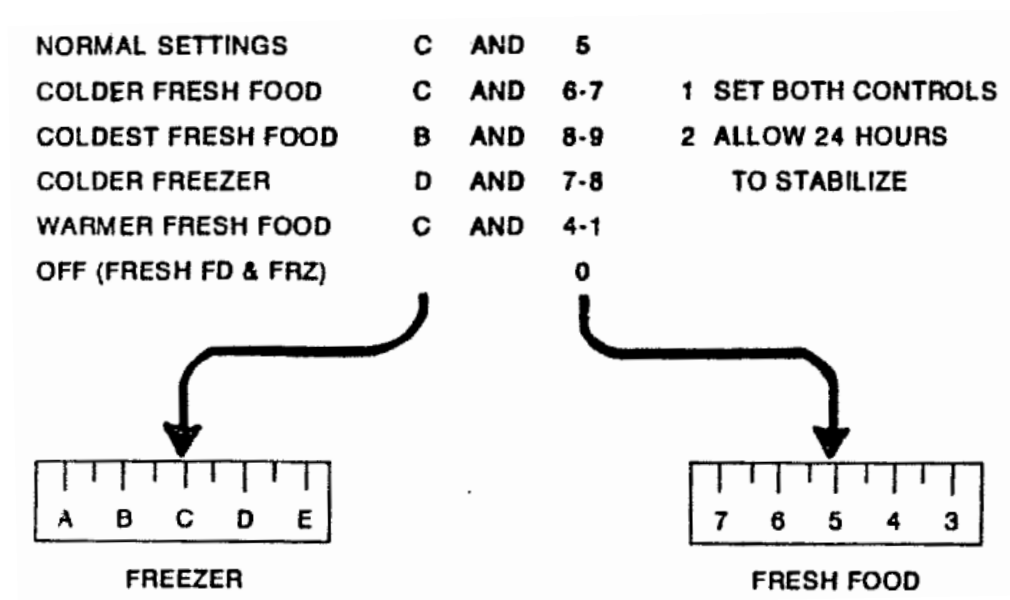 NORMAL SETTINGS C AND 5
COLDER FRESH FOOD C AND 6-7 1 SET BOTH CONTROLS
COLDEST FRESH FOOD B AND 8-9 2 ALLOW 24 HOURS
COLDER FREEZER D AND 7-8 TO STABILIZE
WARMER FRESH FOOD C AND 4-1
OFF (FRESH FD & FRZ) 0
A B C D E
7 6 5 4 3
FREEZER
FRESH FOOD